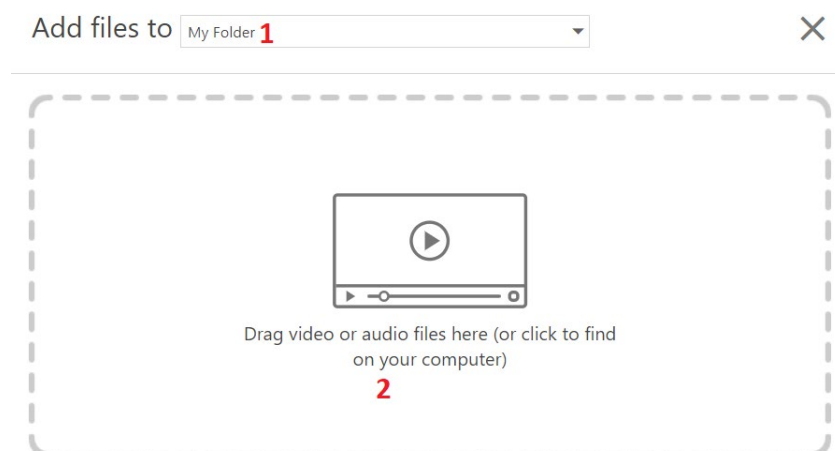 Add files to My Folder 1
Drag video or audio files here (or click to find
on your computer)
2